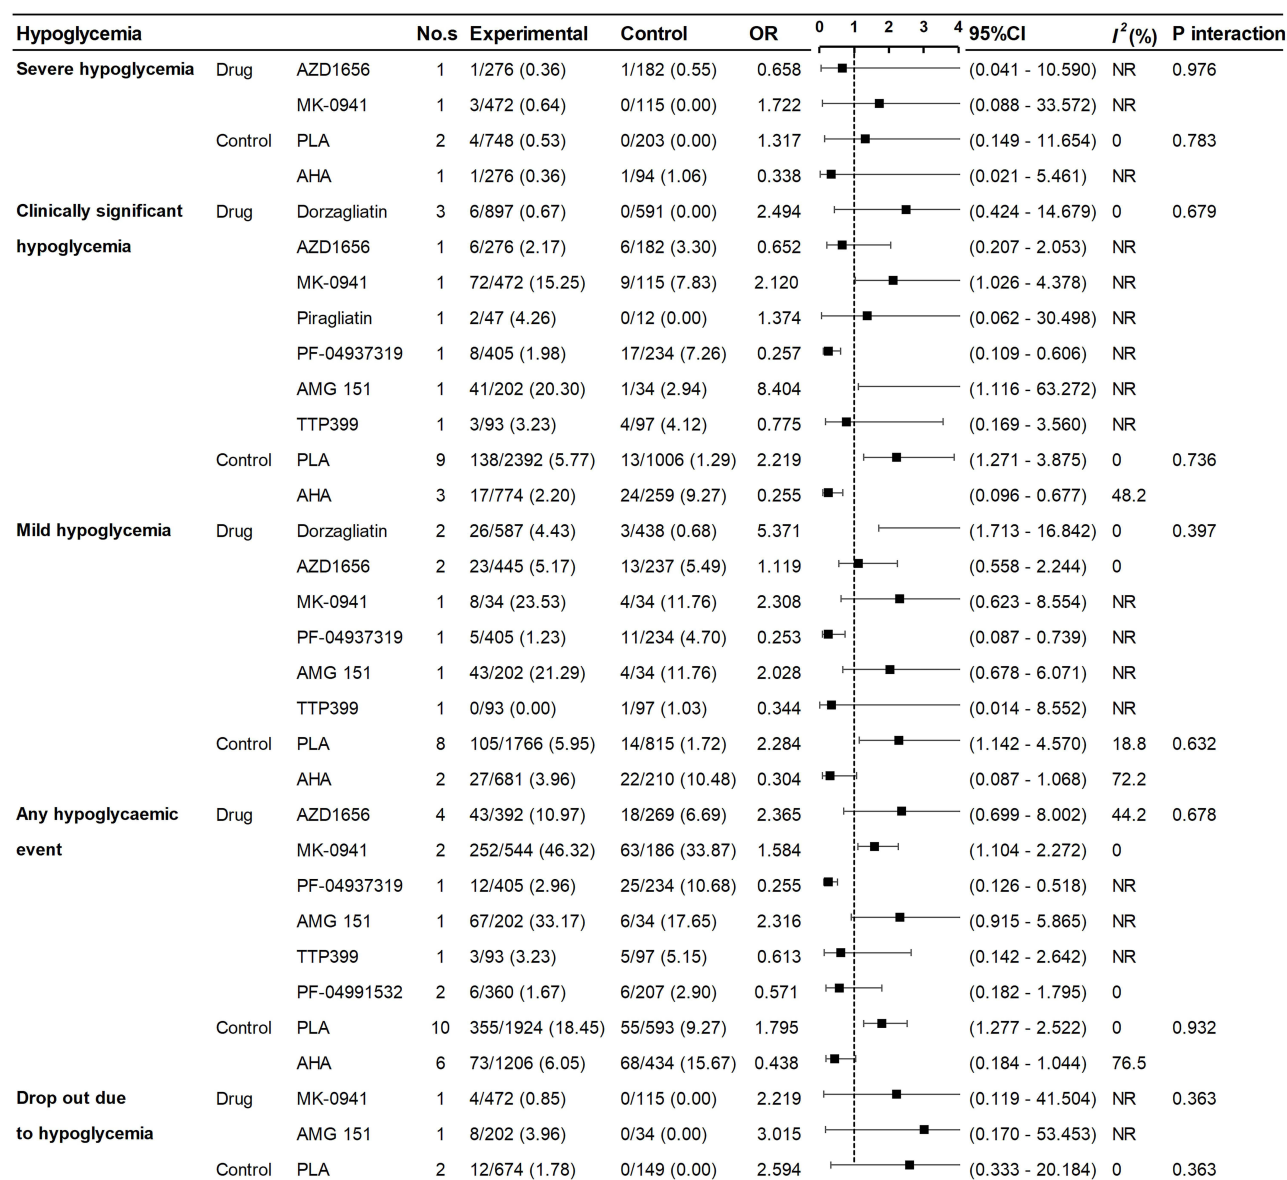 Hypoglycemia No.s Experimental Control OR 0 1 2 3 4 95%CI I²(%) P interaction
Severe hypoglycemia Drug AZD1656 1 1/276 (0.36) 1/182 (0.55) 0.658 (0.041 - 10.590) NR 0.976
MK-0941 1 3/472 (0.64) 0/115 (0.00) 1.722 (0.088 - 33.572) NR
Control PLA 2 4/748 (0.53) 0/203 (0.00) 1.317 (0.149 - 11.654) 0 0.783
AHA 1 1/276 (0.36) 1/94 (1.06) 0.338 (0.021 - 5.461) NR
Clinically significant Drug Dorzagliatin 3 6/897 (0.67) 0/591 (0.00) 2.494 (0.424 - 14.679) 0 0.679
hypoglycemia AZD1656 1 6/276 (2.17) 6/182 (3.30) 0.652 (0.207 - 2.053) NR
MK-0941 1 72/472 (15.25) 9/115 (7.83) 2.120 (1.026 - 4.378) NR
Piragliatin 1 2/47 (4.26) 0/12 (0.00) 1.374 (0.062 - 30.498) NR
PF-04937319 1 8/405 (1.98) 17/234 (7.26) 0.257 (0.109 - 0.606) NR
AMG 151 1 41/202 (20.30) 1/34 (2.94) 8.404 (1.116 - 63.272) NR
TTP399 1 3/93 (3.23) 4/97 (4.12) 0.775 (0.169 - 3.560) NR
Control PLA 9 138/2392 (5.77) 13/1006 (1.29) 2.219 (1.271 - 3.875) 0 0.736
AHA 3 17/774 (2.20) 24/259 (9.27) 0.255 (0.096 - 0.677) 48.2
Mild hypoglycemia Drug Dorzagliatin 2 26/587 (4.43) 3/438 (0.68) 5.371 (1.713 - 16.842) 0 0.397
AZD1656 2 23/445 (5.17) 13/237 (5.49) 1.119 (0.558 - 2.244) 0
MK-0941 1 8/34 (23.53) 4/34 (11.76) 2.308 (0.623 - 8.554) NR
PF-04937319 1 5/405 (1.23) 11/234 (4.70) 0.253 (0.087 - 0.739) NR
AMG 151 1 43/202 (21.29) 4/34 (11.76) 2.028 (0.678 - 6.071) NR
TTP399 1 0/93 (0.00) 1/97 (1.03) 0.344 (0.014 - 8.552) NR
Control PLA 8 105/1766 (5.95) 14/815 (1.72) 2.284 (1.142 - 4.570) 18.8 0.632
AHA 2 27/681 (3.96) 22/210 (10.48) 0.304 (0.087 - 1.068) 72.2
Any hypoglycaemic Drug AZD1656 4 43/392 (10.97) 18/269 (6.69) 2.365 (0.699 - 8.002) 44.2 0.678
event MK-0941 2 252/544 (46.32) 63/186 (33.87) 1.584 (1.104 - 2.272) 0
PF-04937319 1 12/405 (2.96) 25/234 (10.68) 0.255 (0.126 - 0.518) NR
AMG 151 1 67/202 (33.17) 6/34 (17.65) 2.316 (0.915 - 5.865) NR
TTP399 1 3/93 (3.23) 5/97 (5.15) 0.613 (0.142 - 2.642) NR
PF-04991532 2 6/360 (1.67) 6/207 (2.90) 0.571 (0.182 - 1.795) 0
Control PLA 10 355/1924 (18.45) 55/593 (9.27) 1.795 (1.277 - 2.522) 0 0.932
AHA 6 73/1206 (6.05) 68/434 (15.67) 0.438 (0.184 - 1.044) 76.5
Drop out due Drug MK-0941 1 4/472 (0.85) 0/115 (0.00) 2.219 (0.119 - 41.504) NR 0.363
to hypoglycemia AMG 151 1 8/202 (3.96) 0/34 (0.00) 3.015 (0.170 - 53.453) NR
Control PLA 2 12/674 (1.78) 0/149 (0.00) 2.594 (0.333 - 20.184) 0 0.363